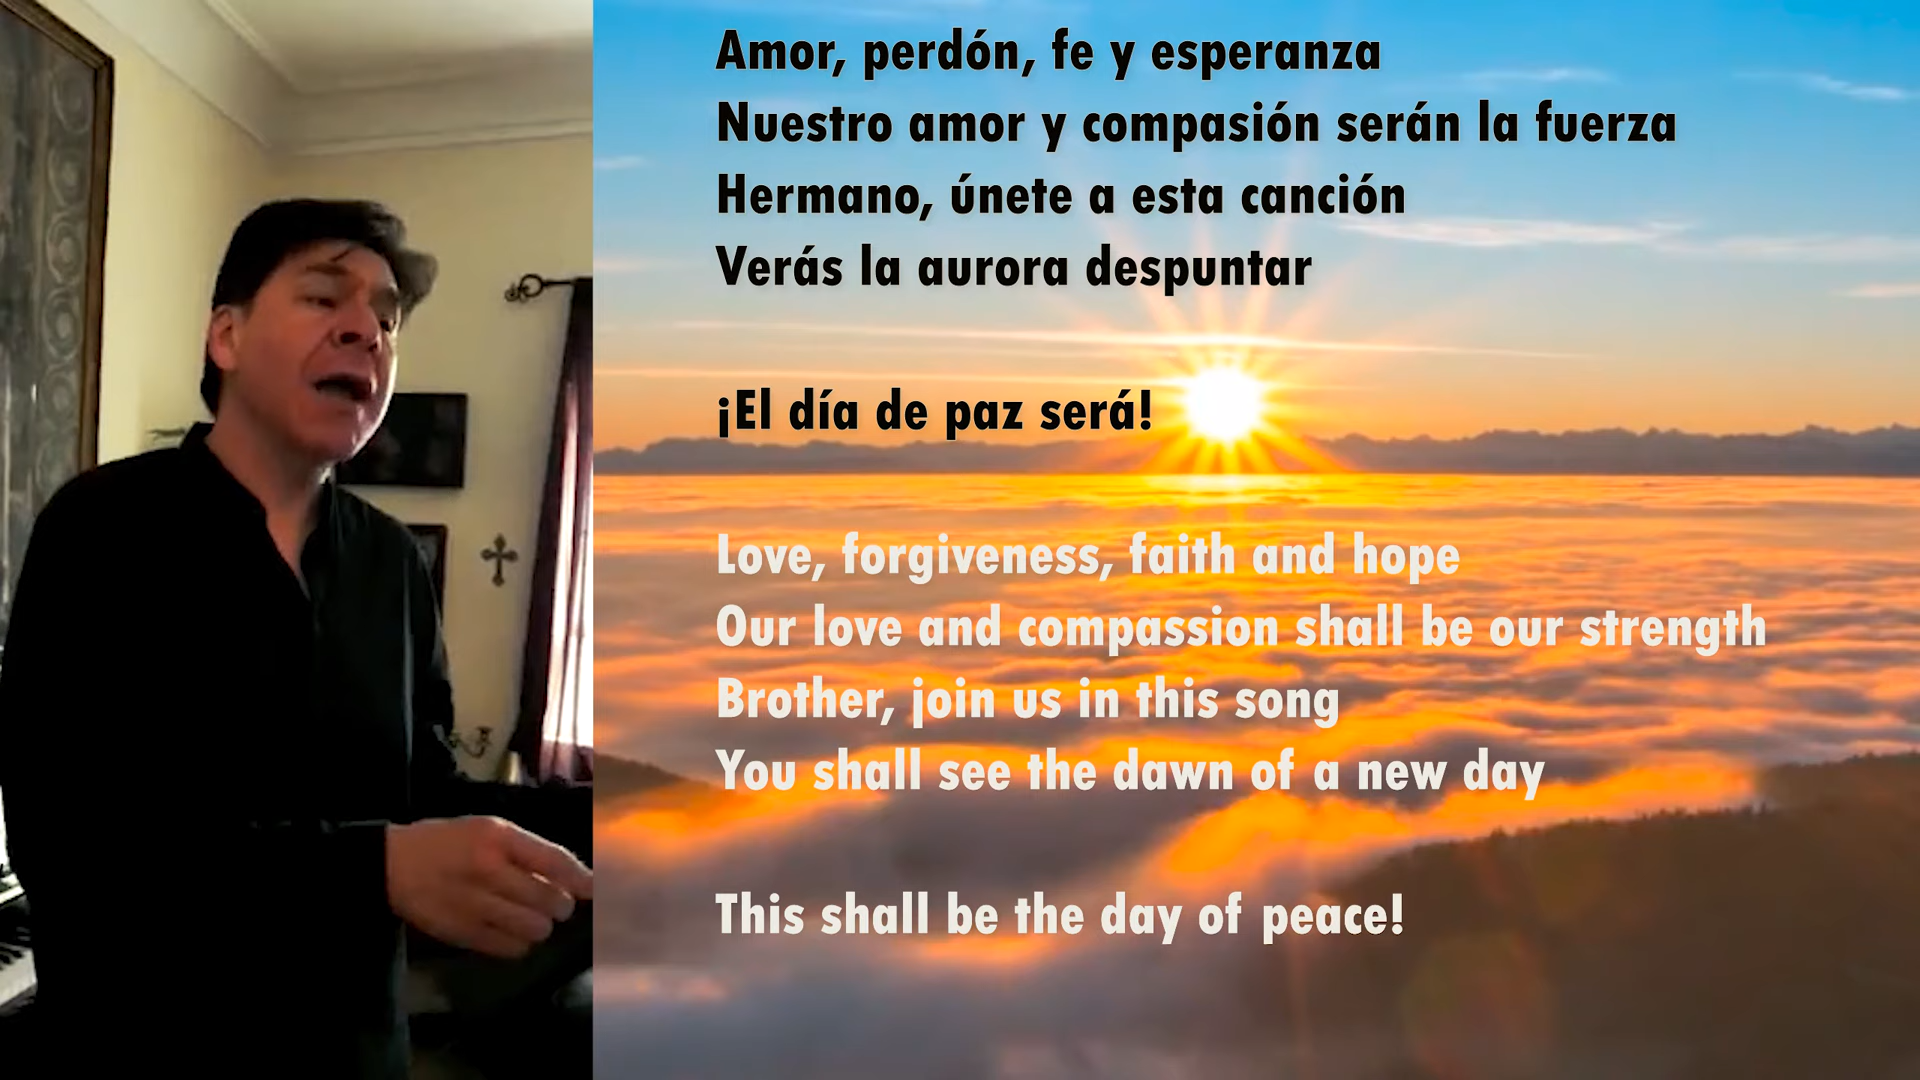 Amor, perdón, fe y esperanza
Nuestro amor y compasión serán la fuerza
Hermano, únete a esta canción
Verás la aurora despuntar
¡El día de paz será!
Love, forgiveness, faith and hope
Our love and compassion shall be our strength
Brother, join us in this song
You shall see the dawn of a new day
This shall be the day of peace!